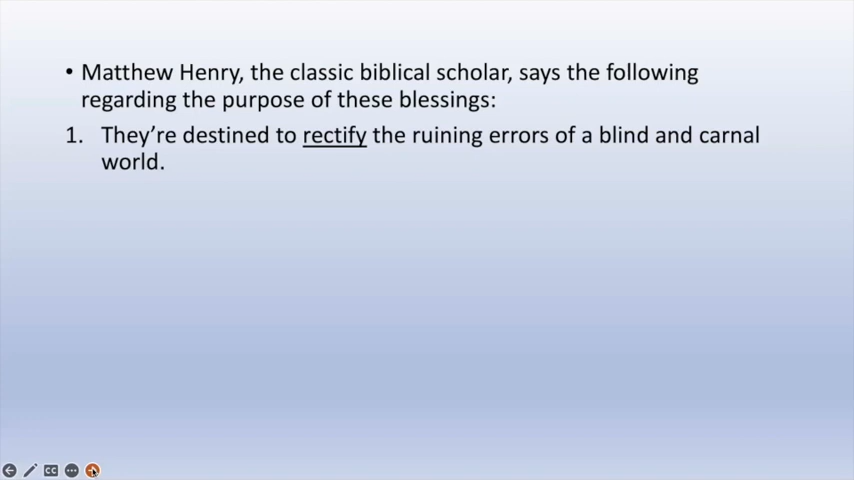 • Matthew Henry, the classic biblical scholar, says the following
regarding the purpose of these blessings:
1. They’re destined to rectify the ruining errors of a blind and carnal
world.
CC